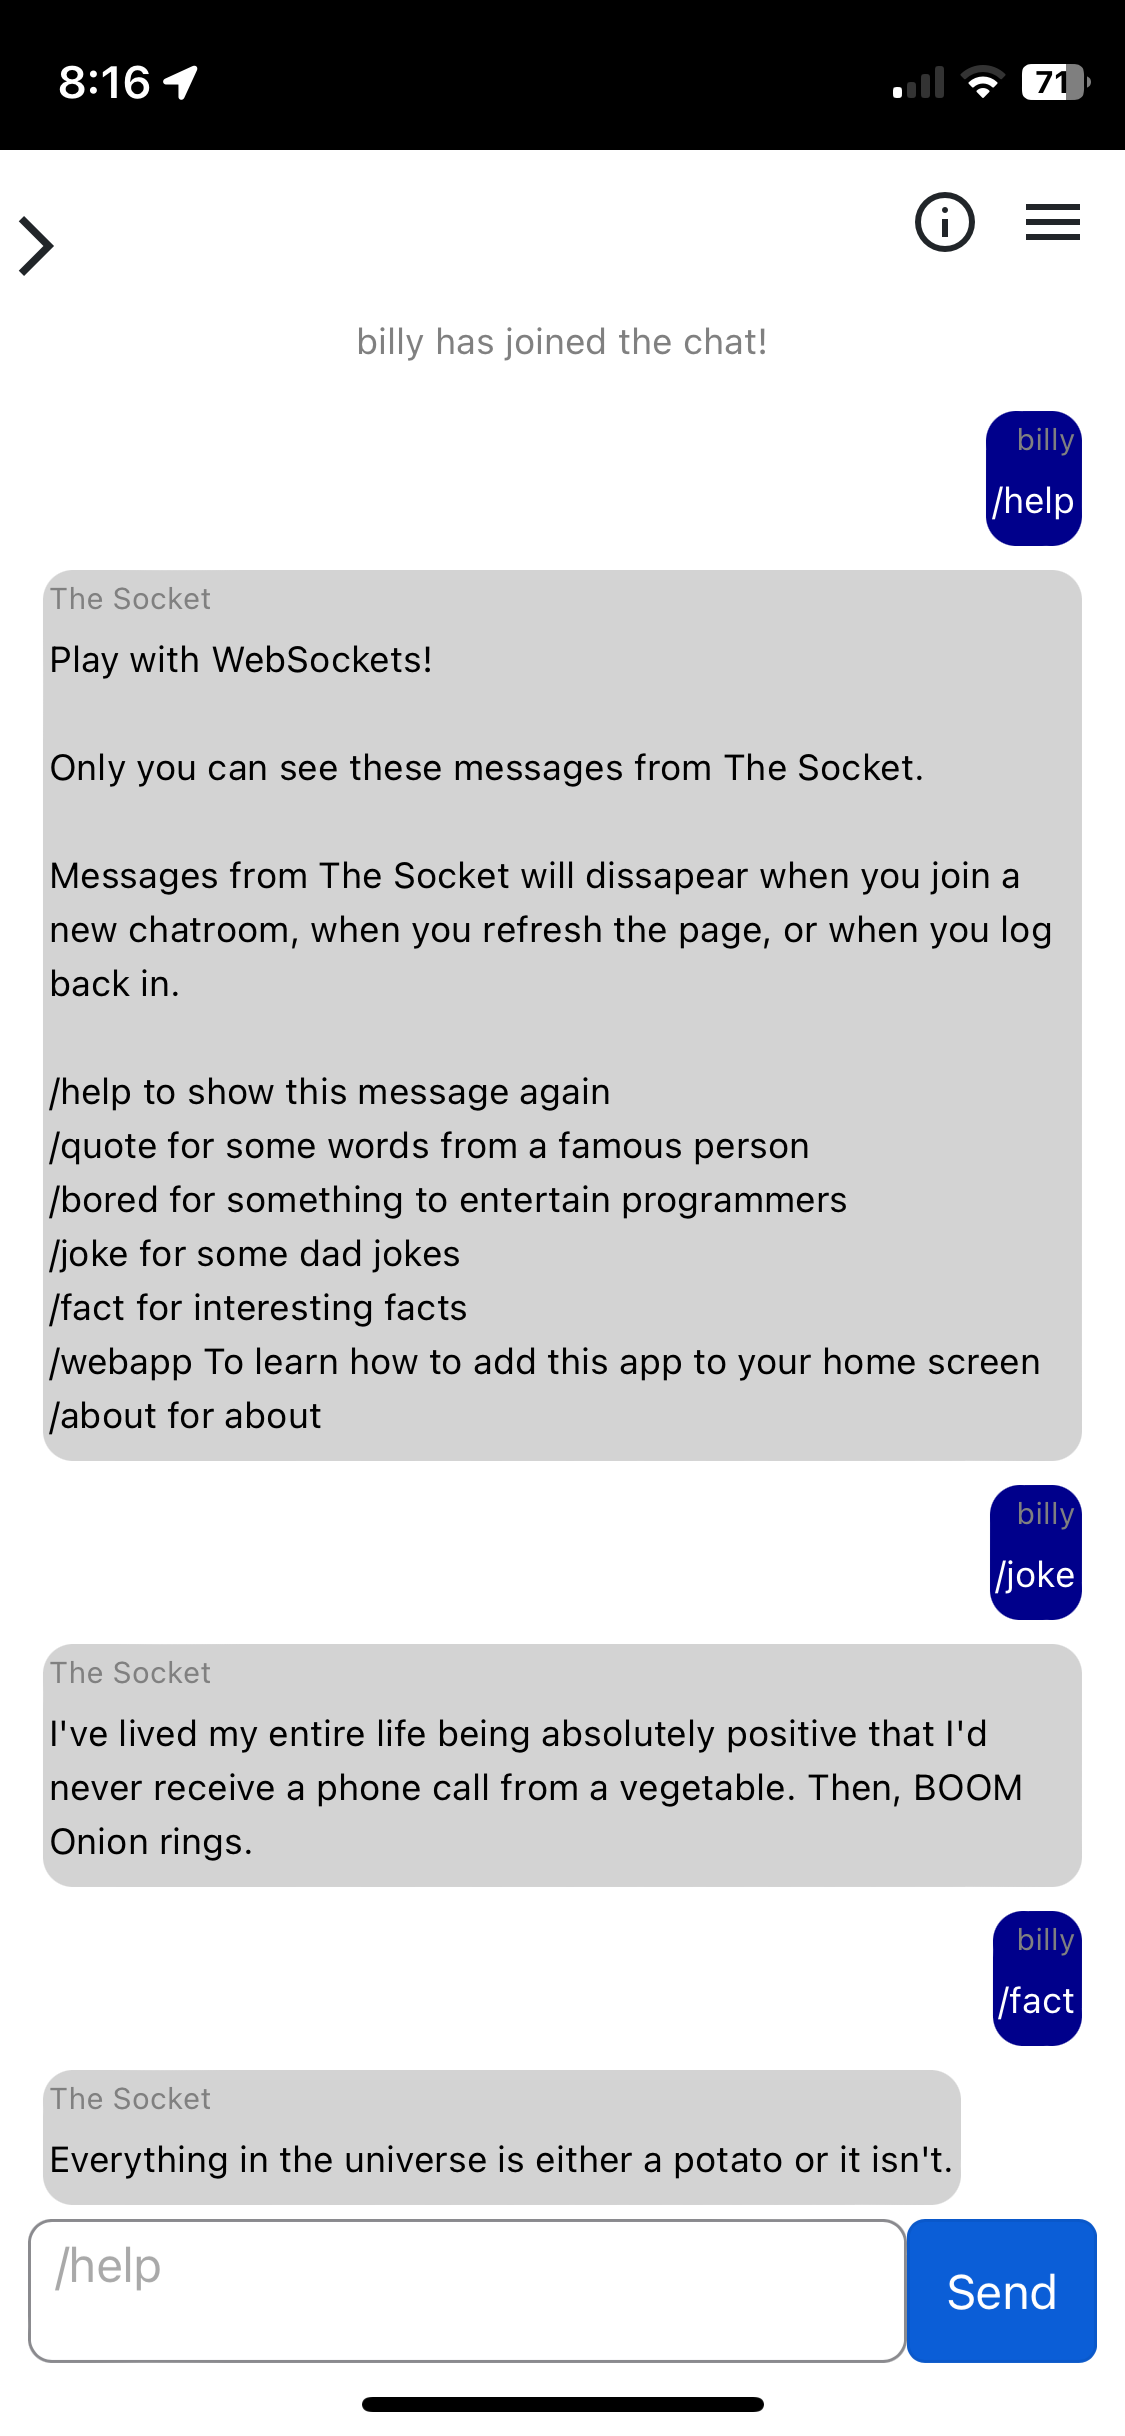 8:16
71
billy has joined the chat!
billy
/help
The Socket
Play with WebSockets!
Only you can see these messages from The Socket.
Messages from The Socket will dissapear when you join a
new chatroom, when you refresh the page, or when you log
back in.
/help to show this message again
/quote for some words from a famous person
/bored for something to entertain programmers
/joke for some dad jokes
/fact for interesting facts
/webapp To learn how to add this app to your home screen
/about for about
billy
/joke
The Socket
I've lived my entire life being absolutely positive that I'd
never receive a phone call from a vegetable. Then, BOOM
Onion rings.
billy
/fact
The Socket
Everything in the universe is either a potato or it isn't.
/help
Send